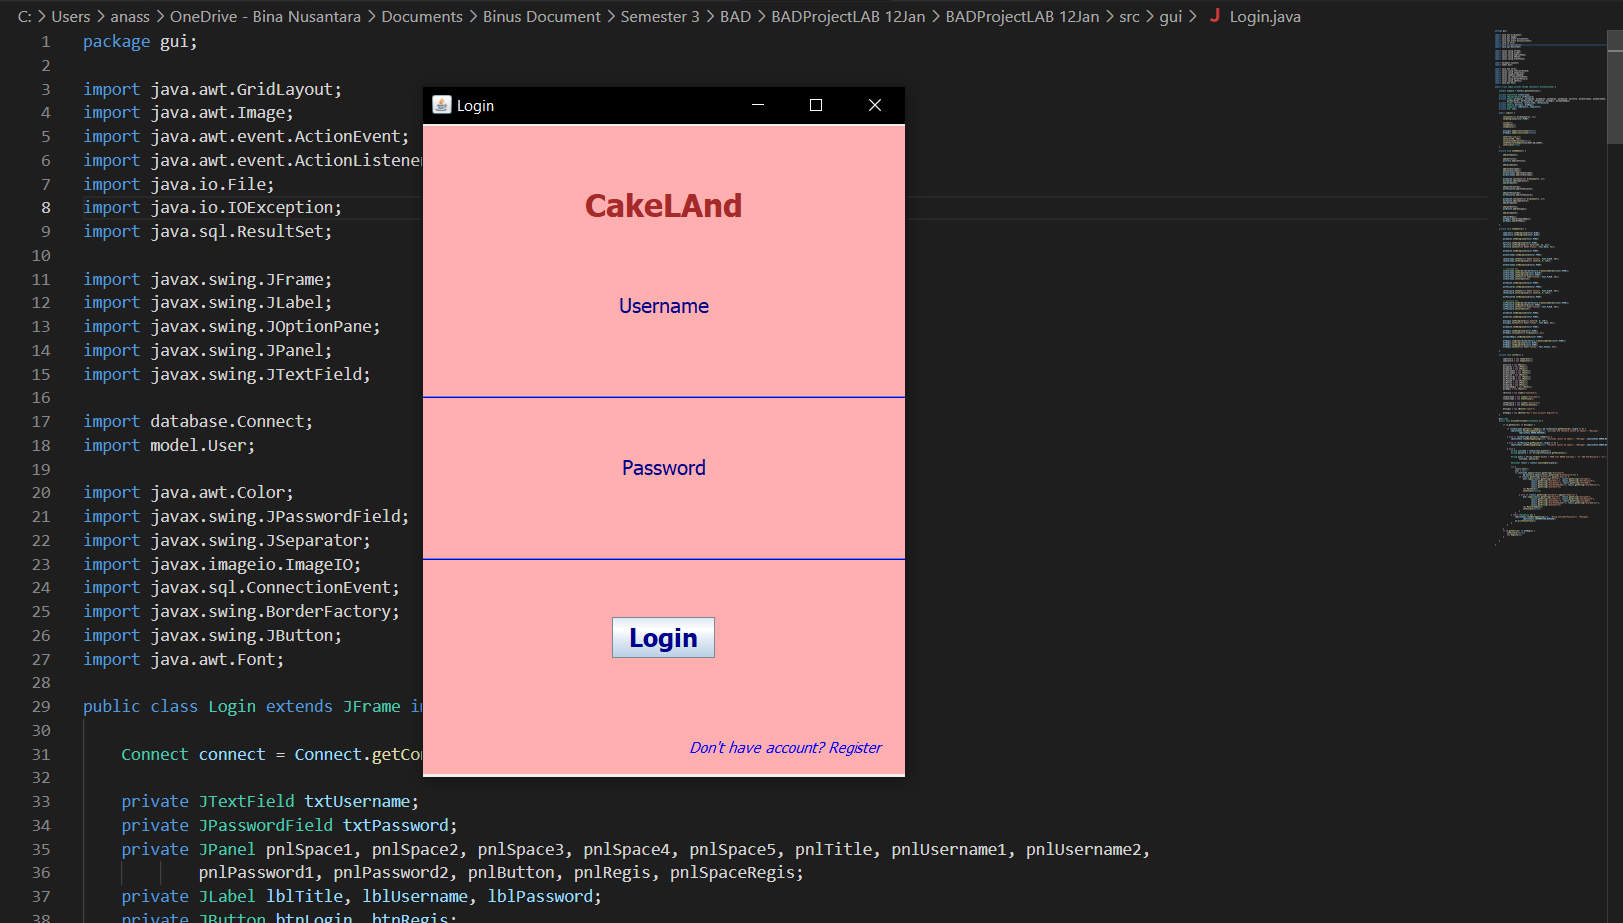 C: > Users > anass > OneDrive - Bina Nusantara > Documents > Binus Document > Semester 3 > BAD > BADProjectLAB 12Jan > BADProjectLAB 12Jan > src > gui > J Login.java
1 package gui;
2
3 import java.awt.GridLayout;
4 import java.awt.Image;
5 import java.awt.event.ActionEvent;
6 import java.awt.event.ActionListener
7 import java.io.File;
8 import java.io.IOException;
9 import java.sql.ResultSet;
10
11 import javax.swing.JFrame;
12 import javax.swing.JLabel;
13 import javax.swing.JOptionPane;
14 import javax.swing.JPanel;
15 import javax.swing.JTextField;
16
17 import database.Connect;
18 import model.User;
19
20 import java.awt.Color;
21 import javax.swing.JPasswordField;
22 import javax.swing.JSeparator;
23 import javax.imageio.ImageIO;
24 import javax.sql.ConnectionEvent;
25 import javax.swing.BorderFactory;
26 import javax.swing.JButton;
27 import java.awt.Font;
28
29 public class Login extends JFrame im
30
31 Connect connect = Connect.getCo
32
33 private JTextField txtUsername;
34 private JPasswordField txtPassword;
35 private JPanel pnlSpace1, pnlSpace2, pnlSpace3, pnlSpace4, pnlSpace5, pnlTitle, pnlUsername1, pnlUsername2,
36 pnlPassword1, pnlPassword2, pnlButton, pnlRegis, pnlSpaceRegis;
37 private JLabel lblTitle, lblUsername, lblPassword;
38 private JButton btnLogin, btnRegis;
Login
CakeLAnd
Username
Password
Login
Don't have account? Register